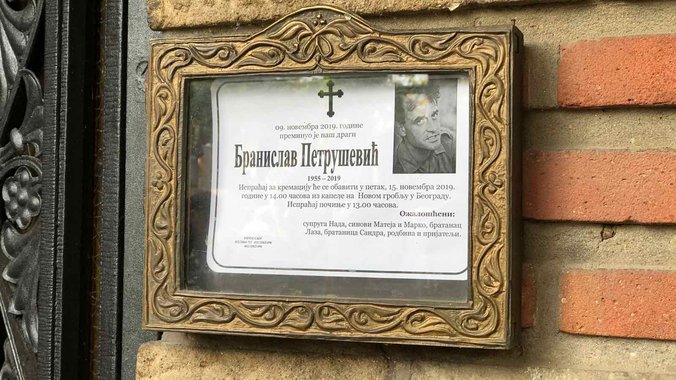 09. новембра 2019. године
преминуо је наш драги
Бранислав Петрушевић
1955 – 2019
Испраћај за кремацију ће се обавити у петак, 15. новембра 2019.
године у 14.00 часова из капеле на Новом гробљу у Београду.
Испраћај почиње у 13.00 часова.
Ожалошћени:
супруга Нада, синови Матеја и Марко, братанац
Лаза, братаница Сандра, родбина и пријатељи.